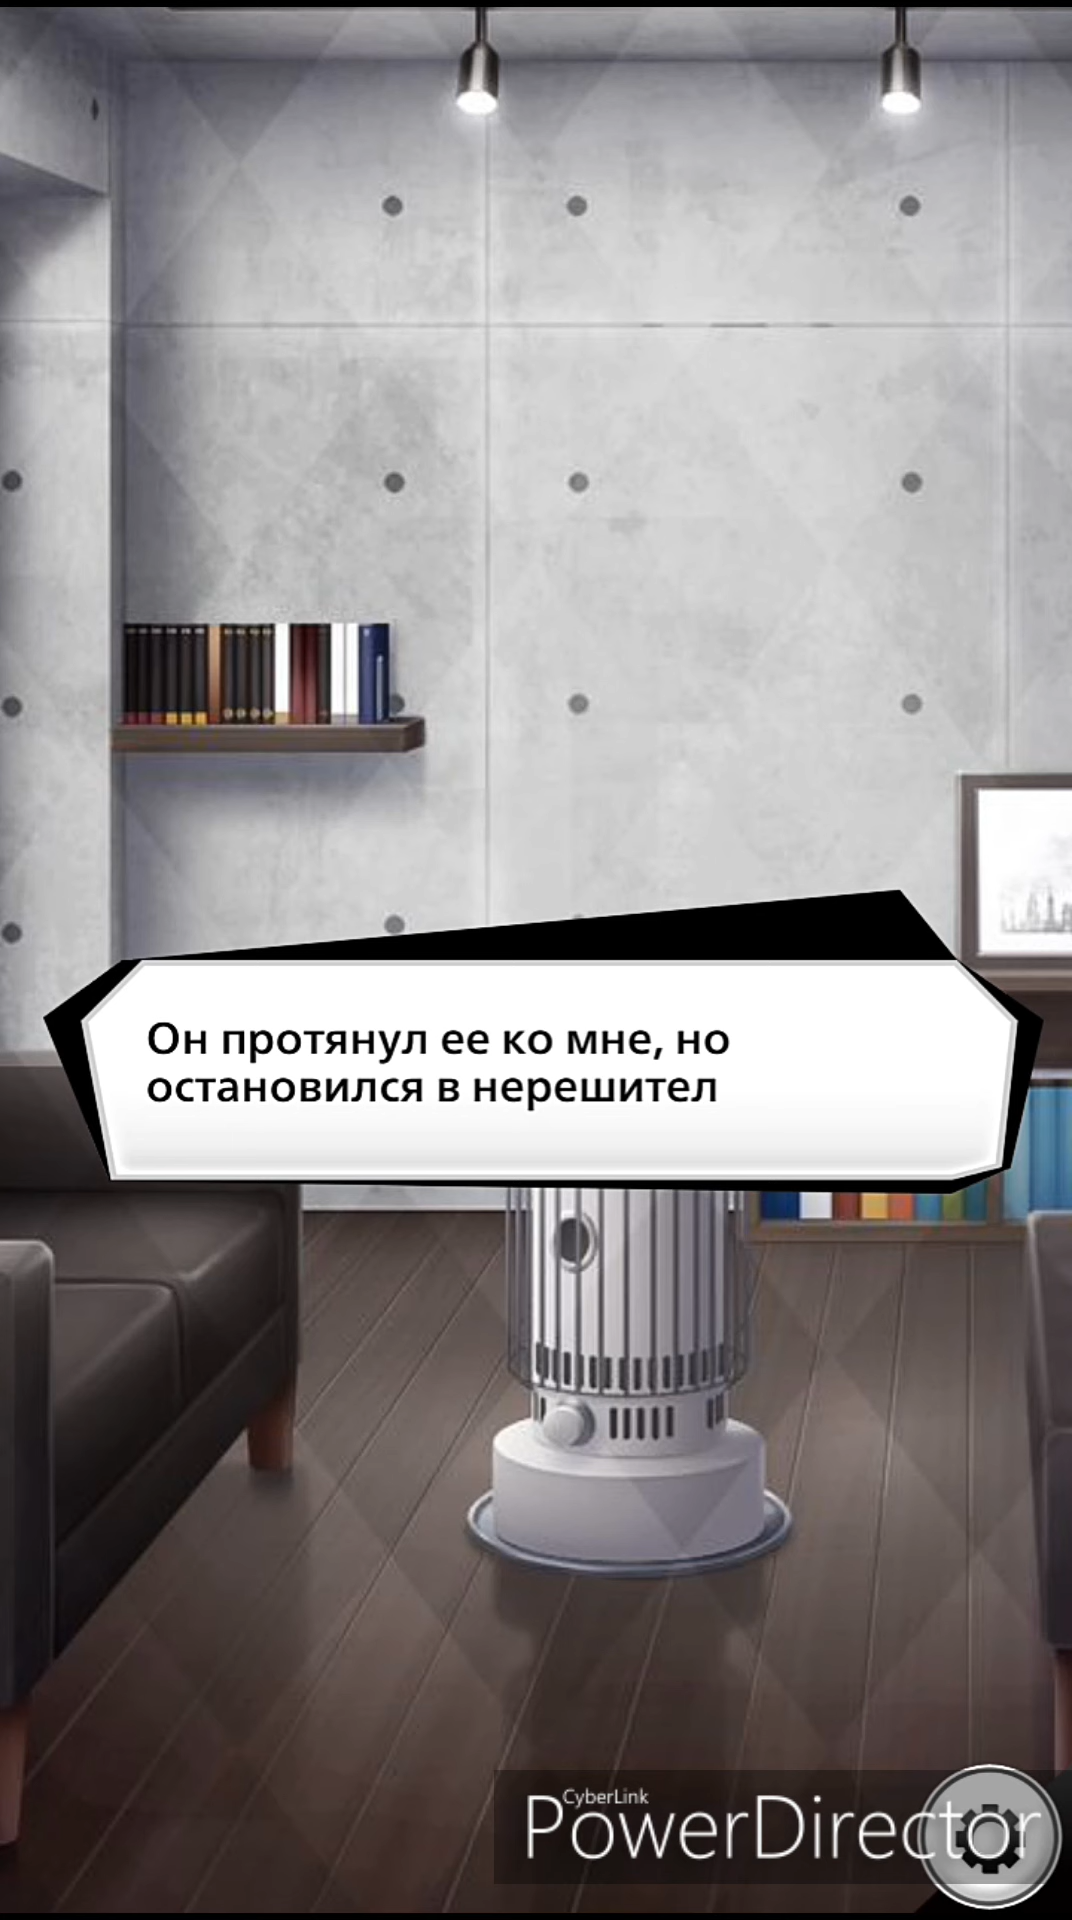 Он протянул ее ко мне, но
остановился в нерешител
CyberLink
PowerDirector